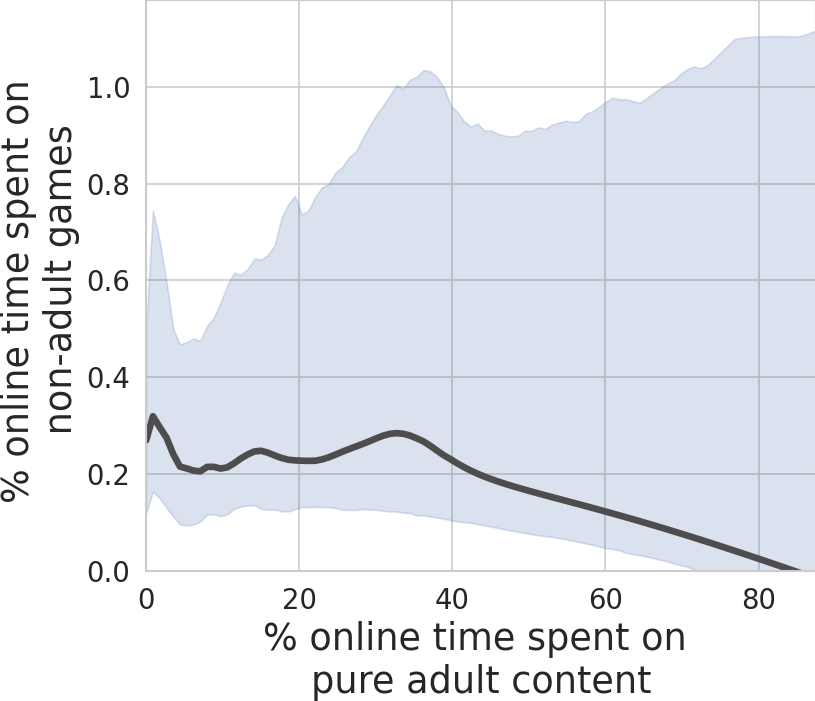 % online time spent on
non-adult games
1.0
0.8
0.6
0.4
0.2
0.0
0 20 40 60 80
% online time spent on
pure adult content